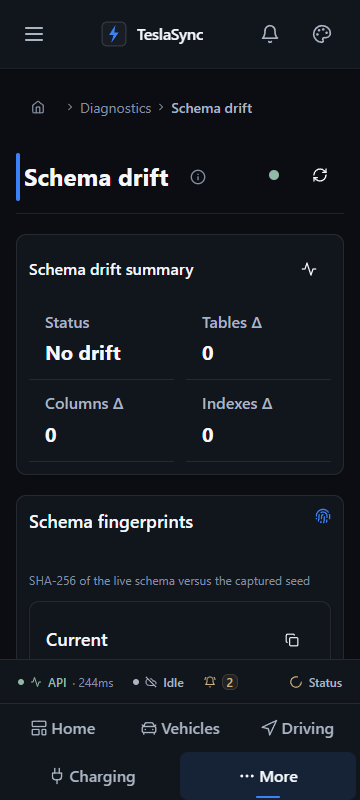 TeslaSync
Diagnostics > Schema drift
Schema drift
Schema drift summary
Status
No drift
Tables Δ
0
Columns Δ
0
Indexes Δ
0
Schema fingerprints
SHA-256 of the live schema versus the captured seed
Current
API · 244ms Idle 2 Status
Home Vehicles Driving
Charging More